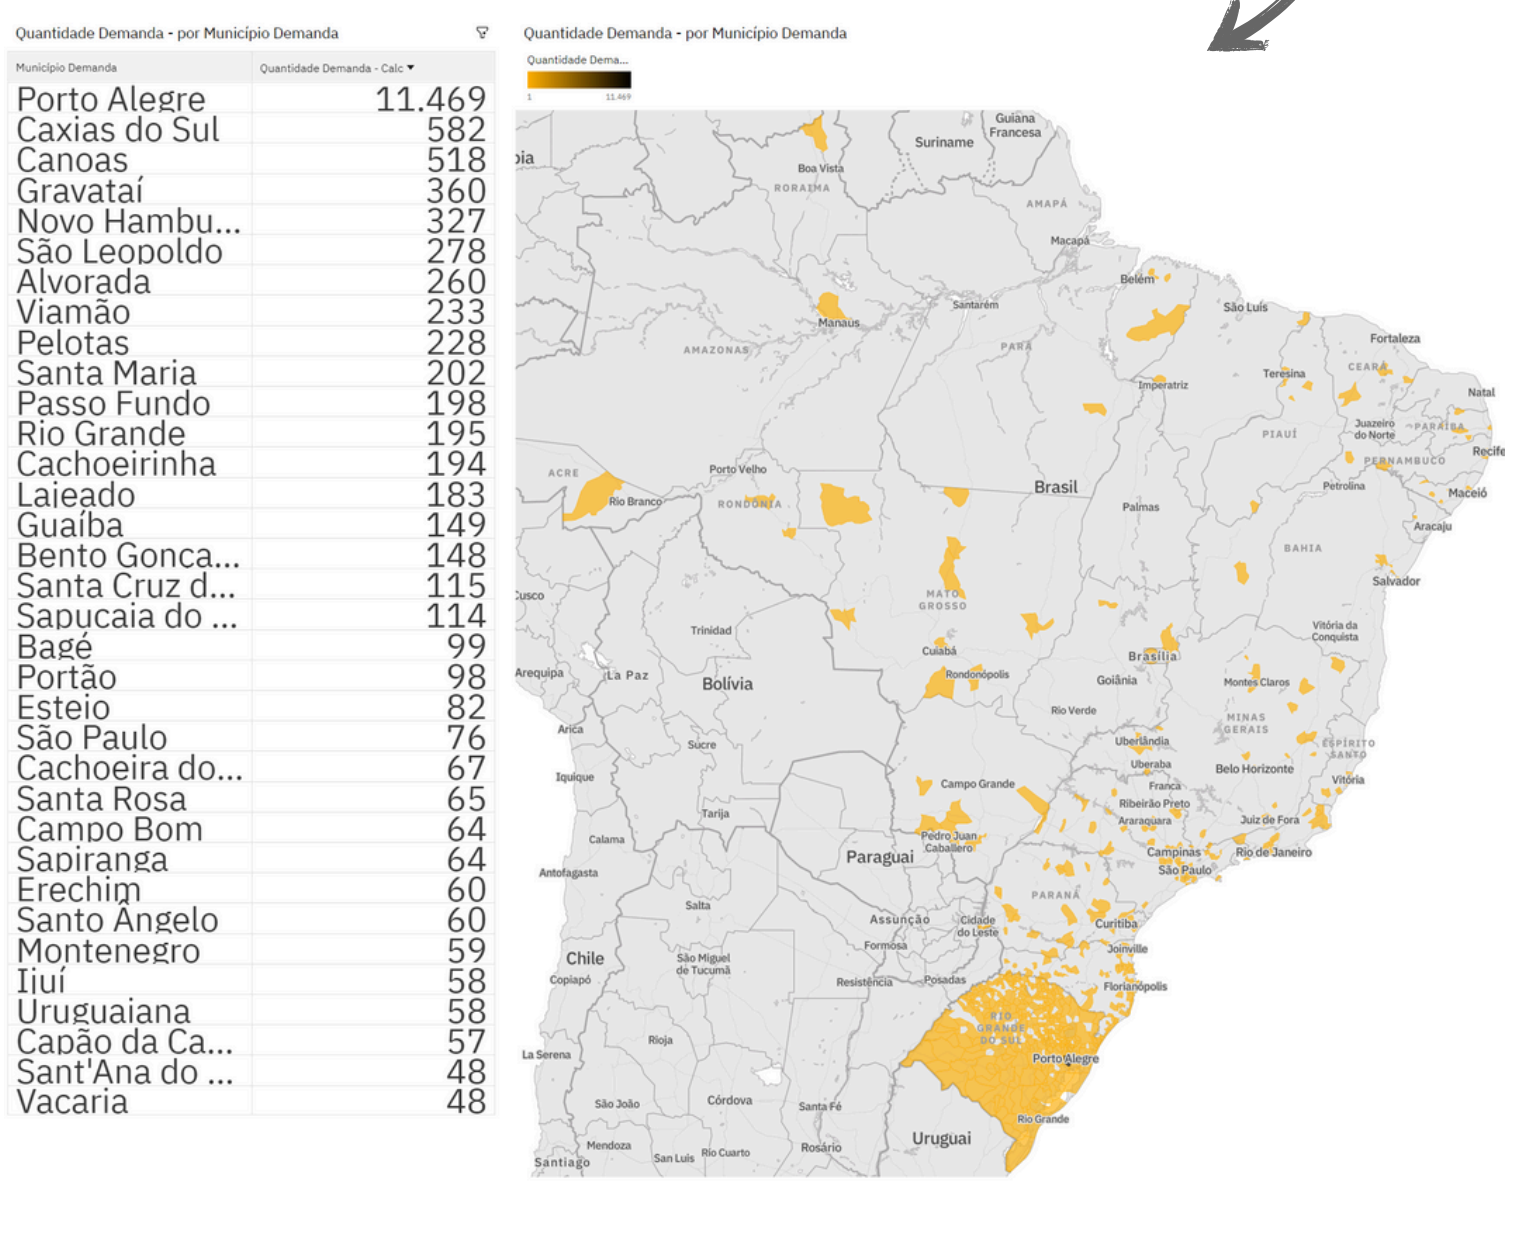 Quantidade Demanda - por Município Demanda
Município Demanda Quantidade Demanda - Calc
Porto Alegre 11.469
Caxias do Sul 582
Canoas 518
Gravataí 360
Novo Hambu... 327
São Leopoldo 278
Alvorada 260
Viamão 233
Pelotas 228
Santa Maria 202
Passo Fundo 198
Rio Grande 195
Cachoeirinha 194
Lajeado 183
Guaíba 149
Bento Gonça... 148
Santa Cruz d... 115
Sapucaia do ... 114
Bagé 99
Portão 98
Esteio 82
São Paulo 76
Cachoeira do... 67
Santa Rosa 65
Campo Bom 64
Sapiranga 64
Erechim 60
Santo Ângelo 60
Montenegro 59
Ijuí 58
Uruguaiana 58
Capão da Ca... 57
Sant'Ana do ... 48
Vacaria 48
Quantidade Demanda - por Município Demanda
Quantidade Dema...
1 11.469
Guiana
Francesa
Suriname
bia
Boa Vista
RORAIMA
AMAPÁ
Macapá
Belém
Santarém
São Luís
Manaus
Fortaleza
AMAZONAS
PARÁ
CEARÁ
Teresina
Imperatriz
Natal
Juazeiro
do Norte
PARAÍBA
PIAUÍ
Recife
PERNAMBUCO
ACRE
Porto Velho
Brasil
Petrolina
Maceió
Rio Branco
RONDÔNIA
Palmas
Aracaju
BAHIA
Salvador
Cusco
MATO
GROSSO
Trinidad
Vitória da
Conquista
Cuiabá
Brasília
Arequipa
La Paz
Rondonópolis
Bolívia
Goiânia
Montes Claros
Rio Verde
MINAS
GERAIS
Arica
Sucre
Uberlândia
ESPÍRITO
SANTO
Uberaba
Belo Horizonte
Iquique
Campo Grande
Franca
Vitória
Ribeirão Preto
Tarija
Araraquara
Juiz de Fora
Calama
Pedro Juan
Caballero
Paraguai
Campinas
Rio de Janeiro
São Paulo
Antofagasta
PARANÁ
Salta
Assunção
Cidade
do Leste
Curitiba
Formosa
Joinville
Chile
São Miguel
de Tucumã
Copiapó
Resistência
Posadas
Florianópolis
RIO
GRANDE
DO SUL
Rioja
La Serena
Porto Alegre
São João
Córdova
Santa Fé
Rio Grande
Uruguai
Mendoza
San Luis
Rio Cuarto
Rosário
Santiago